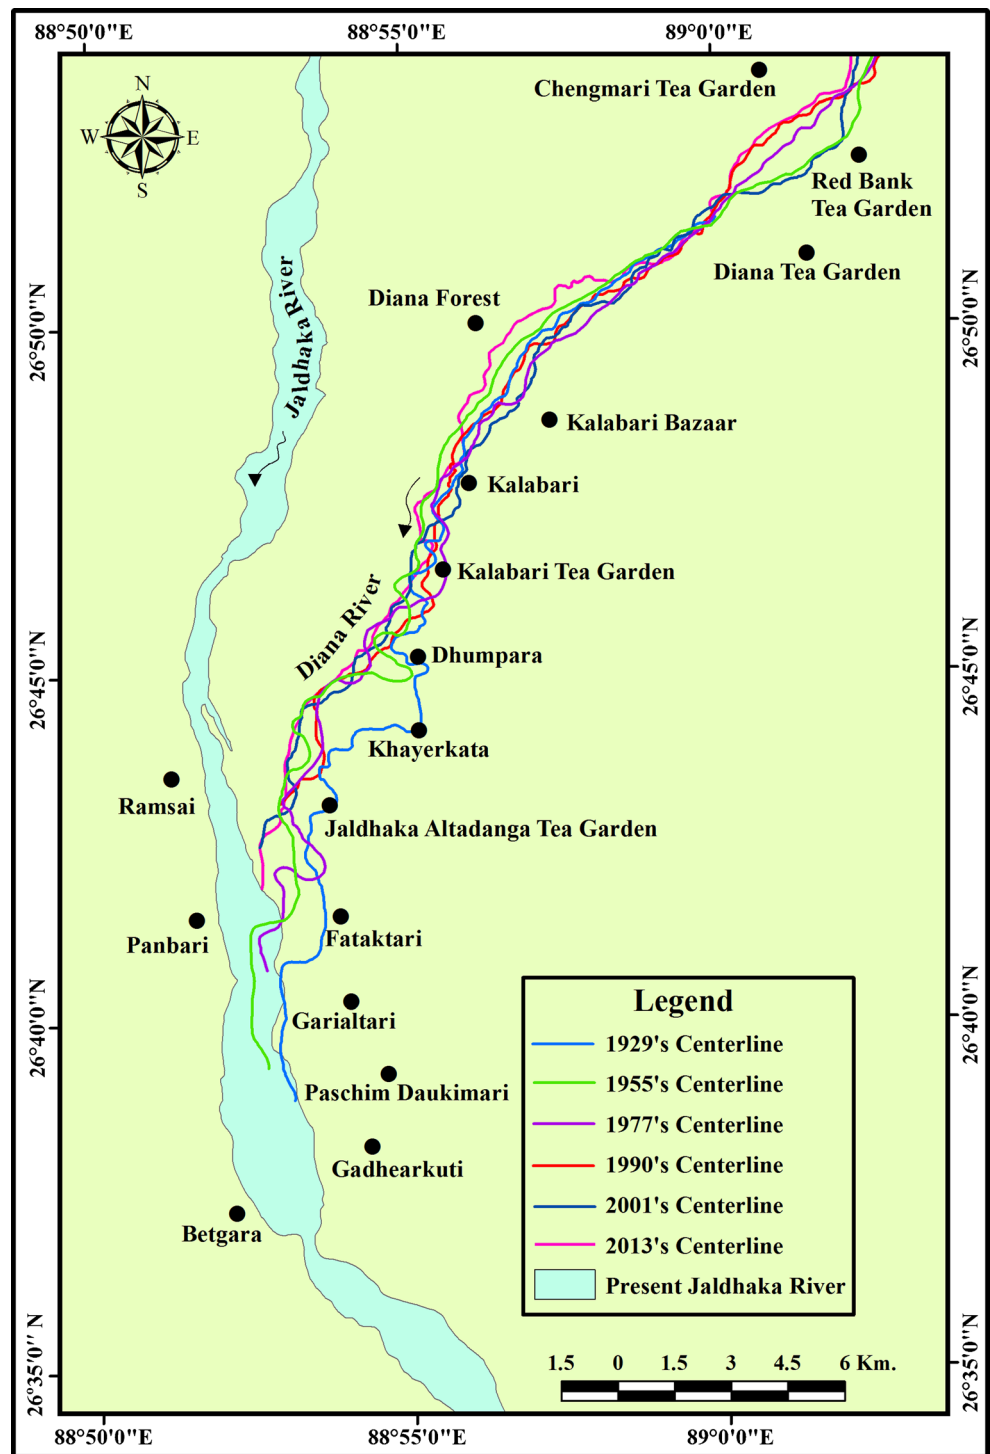 88°50'0"E 88°55'0"E 89°0'0"E
N
W E
S
Chengmari Tea Garden
Red Bank
Tea Garden
Diana Tea Garden
Jaldhaka River
Diana Forest
26°50'0''N
26°50'0''N
Kalabari Bazaar
Kalabari
Kalabari Tea Garden
Diana River
Dhumpara
26°45'0''N
26°45'0''N
Khayerkata
Ramsai
Jaldhaka Altadanga Tea Garden
Panbari
Fataktari
Garialtari
26°40'0''N
26°40'0''N
Paschim Daukimari
Gadhearkuti
Betgara
Legend
1929's Centerline
1955's Centerline
1977's Centerline
1990's Centerline
2001's Centerline
2013's Centerline
Present Jaldhaka River
26°35'0'' N
26°35'0''N
1.5 0 1.5 3 4.5 6 Km.
88°50'0"E 88°55'0"E 89°0'0"E